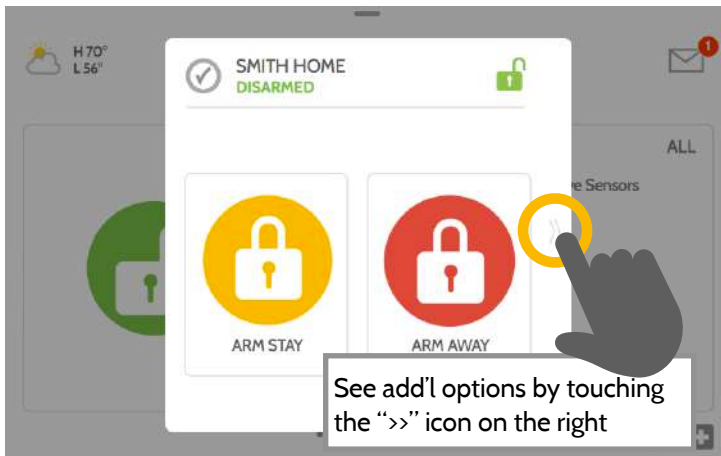 H 70°
L 56°
SMITH HOME
DISARMED
1
ALL
e Sensors
ARM STAY
ARM AWAY
See add'l options by touching
the “>>” icon on the right